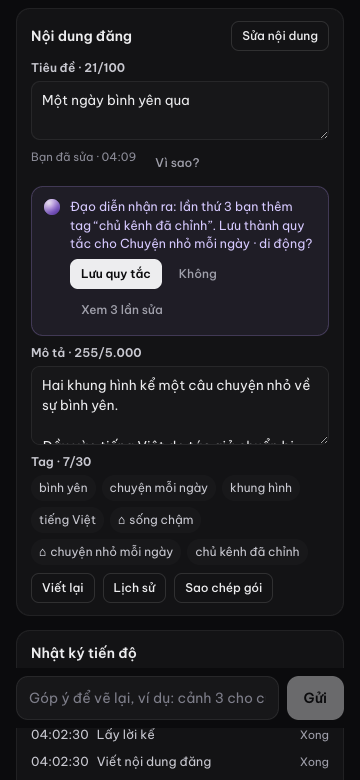 Nội dung đăng
Sửa nội dung
Tiêu đề · 21/100
Một ngày bình yên qua
Bạn đã sửa · 04:09 Vì sao?
Đạo diễn nhận ra: lần thứ 3 bạn thêm
tag “chủ kênh đã chỉnh”. Lưu thành quy
tắc cho Chuyện nhỏ mỗi ngày · di động?
Lưu quy tắc Không
Xem 3 lần sửa
Mô tả · 255/5.000
Hai khung hình kể một câu chuyện nhỏ về
sự bình yên.
Tag · 7/30
bình yên chuyện mỗi ngày khung hình
tiếng Việt ⌂ sống chậm
⌂ chuyện nhỏ mỗi ngày chủ kênh đã chỉnh
Viết lại Lịch sử Sao chép gói
Nhật ký tiến độ
Góp ý để vẽ lại, ví dụ: cảnh 3 cho c
Gửi
04:02:30 Lấy lời kể Xong
04:02:30 Viết nội dung đăng Xong